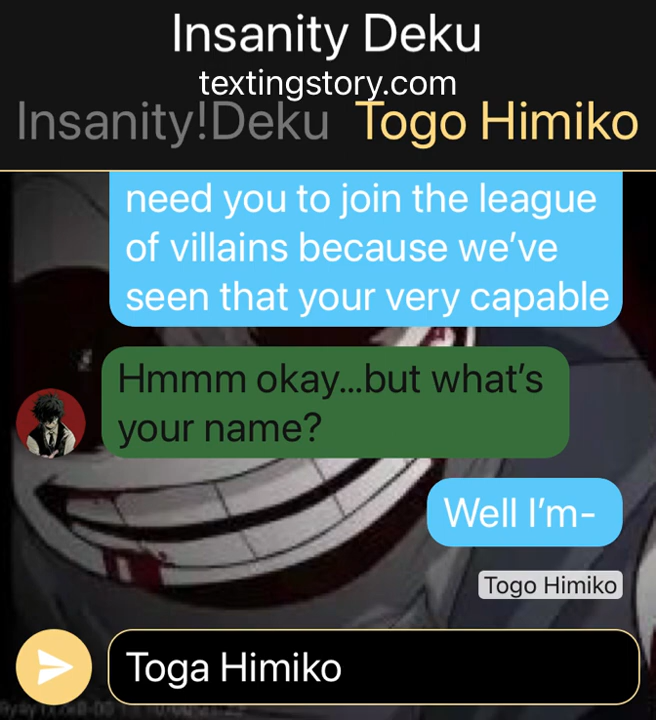 Insanity Deku
textingstory.com
Insanity!Deku Togo Himiko
need you to join the league
of villains because we've
seen that your very capable
Hmmm okay...but what's
your name?
Well I'm-
Togo Himiko
Toga Himiko